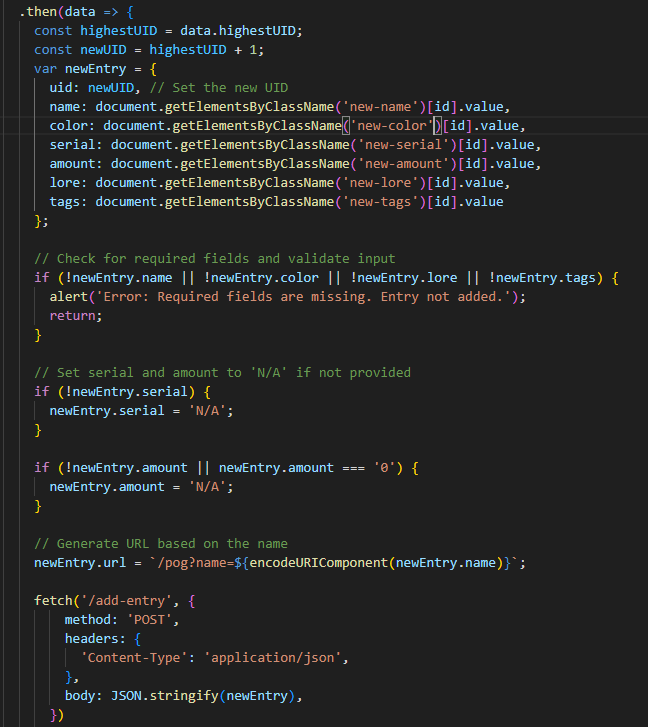 .then(data => {
const highestUID = data.highestUID;
const newUID = highestUID + 1;
var newEntry = {
uid: newUID, // Set the new UID
name: document.getElementsByClassName('new-name')[id].value,
color: document.getElementsByClassName('new-color')[id].value,
serial: document.getElementsByClassName('new-serial')[id].value,
amount: document.getElementsByClassName('new-amount')[id].value,
lore: document.getElementsByClassName('new-lore')[id].value,
tags: document.getElementsByClassName('new-tags')[id].value
};
// Check for required fields and validate input
if (!newEntry.name || !newEntry.color || !newEntry.lore || !newEntry.tags) {
alert('Error: Required fields are missing. Entry not added.');
return;
}
// Set serial and amount to 'N/A' if not provided
if (!newEntry.serial) {
newEntry.serial = 'N/A';
}
if (!newEntry.amount || newEntry.amount === '0') {
newEntry.amount = 'N/A';
}
// Generate URL based on the name
newEntry.url = `/pog?name=${encodeURIComponent(newEntry.name)}`;
fetch('/add-entry', {
method: 'POST',
headers: {
'Content-Type': 'application/json',
},
body: JSON.stringify(newEntry),
})